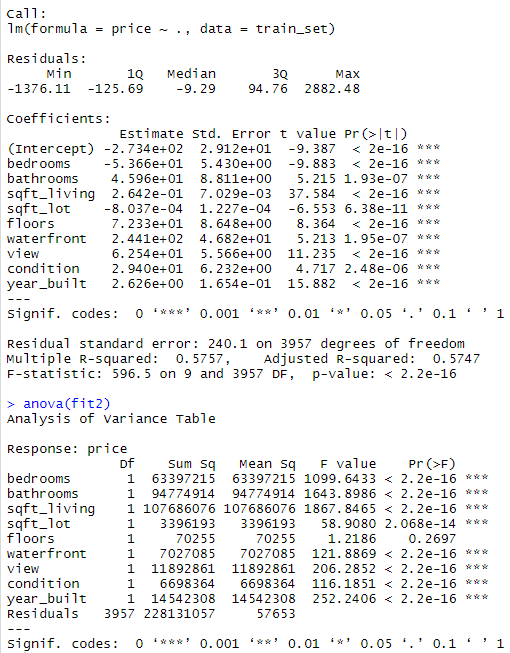 Call:
lm(formula = price ~ ., data = train_set)
Residuals:
Min 1Q Median 3Q Max
-1376.11 -125.69 -9.29 94.76 2882.48
Coefficients:
Estimate Std. Error t value Pr(>|t|)
(Intercept) -2.734e+02 2.912e+01 -9.387 < 2e-16 ***
bedrooms -5.366e+01 5.430e+00 -9.883 < 2e-16 ***
bathrooms 4.596e+01 8.811e+00 5.215 1.93e-07 ***
sqft_living 2.642e-01 7.029e-03 37.584 < 2e-16 ***
sqft_lot -8.037e-04 1.227e-04 -6.553 6.38e-11 ***
floors 7.233e+01 8.648e+00 8.364 < 2e-16 ***
waterfront 2.441e+02 4.682e+01 5.213 1.95e-07 ***
view 6.254e+01 5.566e+00 11.235 < 2e-16 ***
condition 2.940e+01 6.232e+00 4.717 2.48e-06 ***
year_built 2.626e+00 1.654e-01 15.882 < 2e-16 ***
---
Signif. codes: 0 ‘***’ 0.001 ‘**’ 0.01 ‘*’ 0.05 ‘.’ 0.1 ‘ ’ 1
Residual standard error: 240.1 on 3957 degrees of freedom
Multiple R-squared: 0.5757, Adjusted R-squared: 0.5747
F-statistic: 596.5 on 9 and 3957 DF, p-value: < 2.2e-16
> anova(fit2)
Analysis of Variance Table
Response: price
Df Sum Sq Mean Sq F value Pr(>F)
bedrooms 1 63397215 63397215 1099.6433 < 2.2e-16 ***
bathrooms 1 94774914 94774914 1643.8986 < 2.2e-16 ***
sqft_living 1 107686076 107686076 1867.8465 < 2.2e-16 ***
sqft_lot 1 3396193 3396193 58.9080 2.068e-14 ***
floors 1 70255 70255 1.2186 0.2697
waterfront 1 7027085 7027085 121.8869 < 2.2e-16 ***
view 1 11892861 11892861 206.2852 < 2.2e-16 ***
condition 1 6698364 6698364 116.1851 < 2.2e-16 ***
year_built 1 14542308 14542308 252.2406 < 2.2e-16 ***
Residuals 3957 228131057 57653
---
Signif. codes: 0 ‘***’ 0.001 ‘**’ 0.01 ‘*’ 0.05 ‘.’ 0.1 ‘ ’ 1